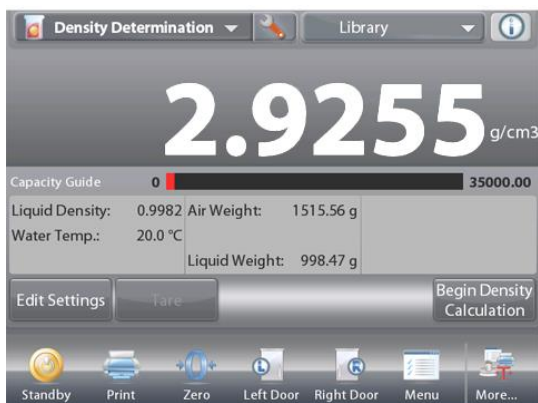 Density Determination
Library
2.9255 g/cm3
Capacity Guide 0 35000.00
Liquid Density: 0.9982 Air Weight: 1515.56 g
Water Temp.: 20.0 °C
Liquid Weight: 998.47 g
Edit Settings Tare Begin Density
Calculation
Standby Print Zero Left Door Right Door Menu More...